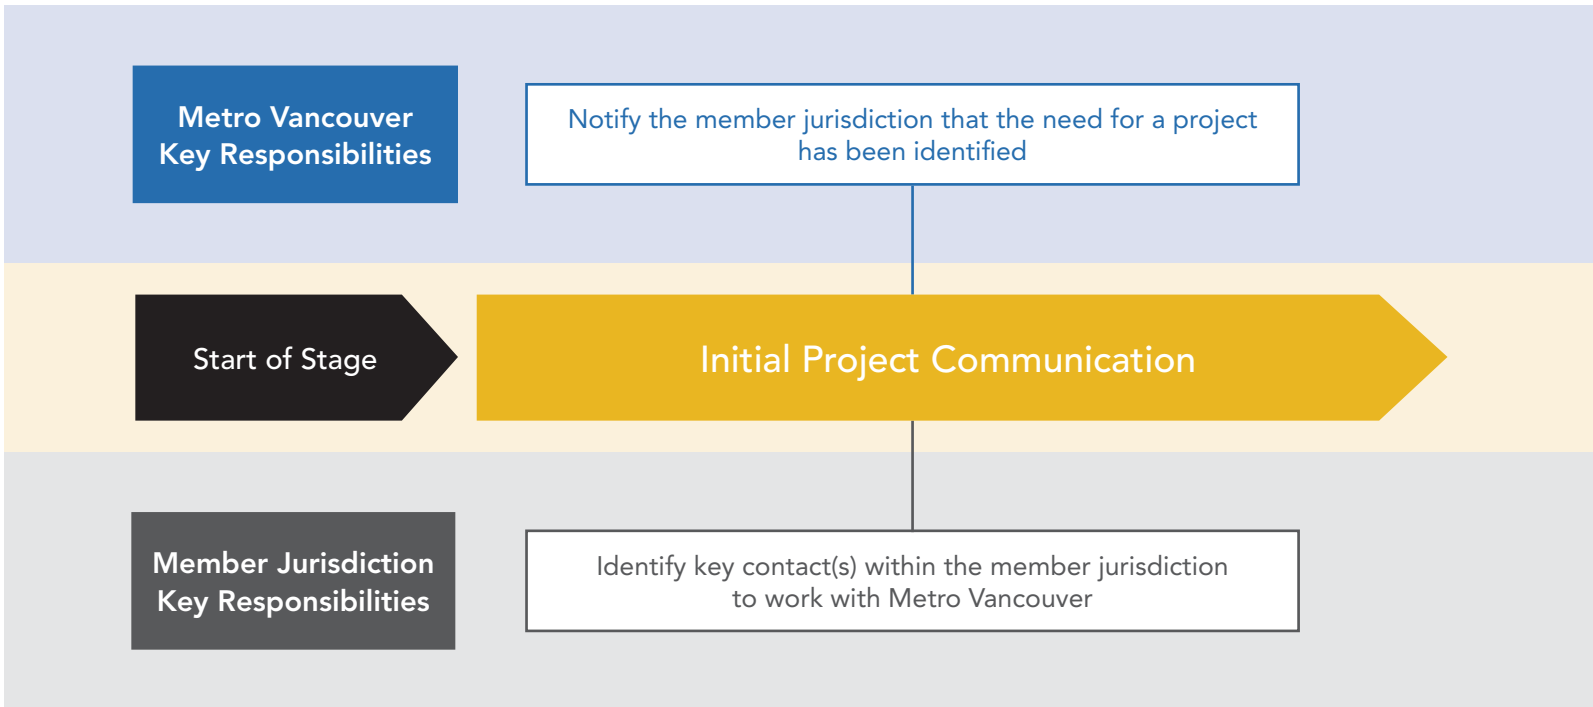 Metro Vancouver
Key Responsibilities
Notify the member jurisdiction that the need for a project
has been identified
Start of Stage
Initial Project Communication
Member Jurisdiction
Key Responsibilities
Identify key contact(s) within the member jurisdiction
to work with Metro Vancouver